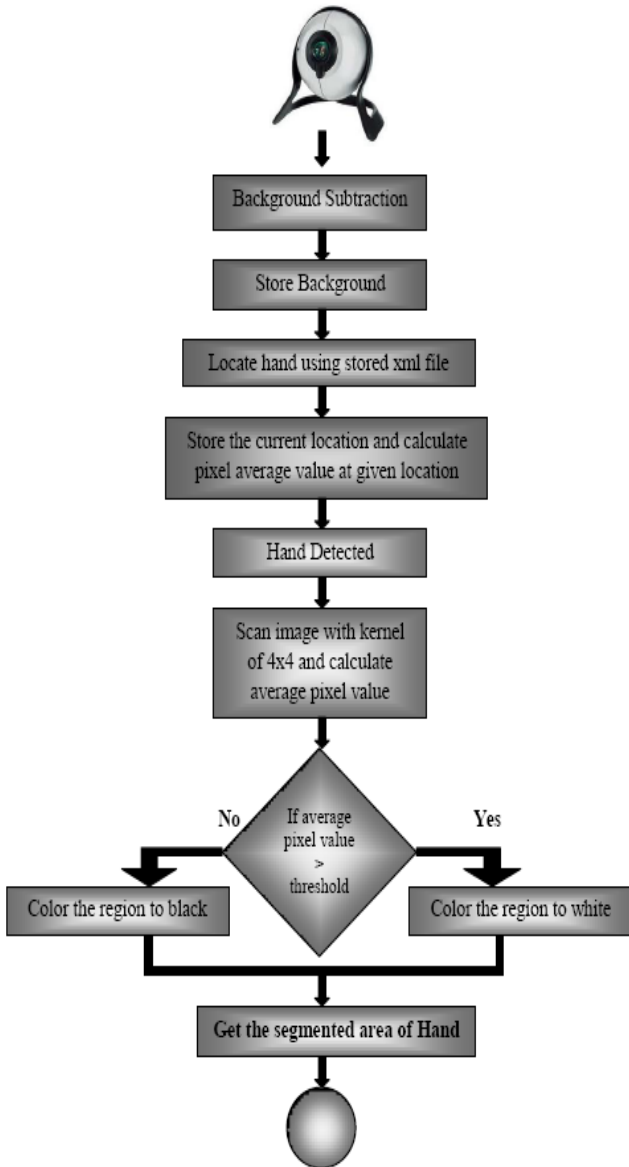 Background Subtraction
Store Background
Locate hand using stored xml file
Store the current location and calculate
pixel average value at given location
Hand Detected
Scan image with kernel
of 4x4 and calculate
average pixel value
If average
pixel value
>
threshold
No
Yes
Color the region to black
Color the region to white
Get the segmented area of Hand